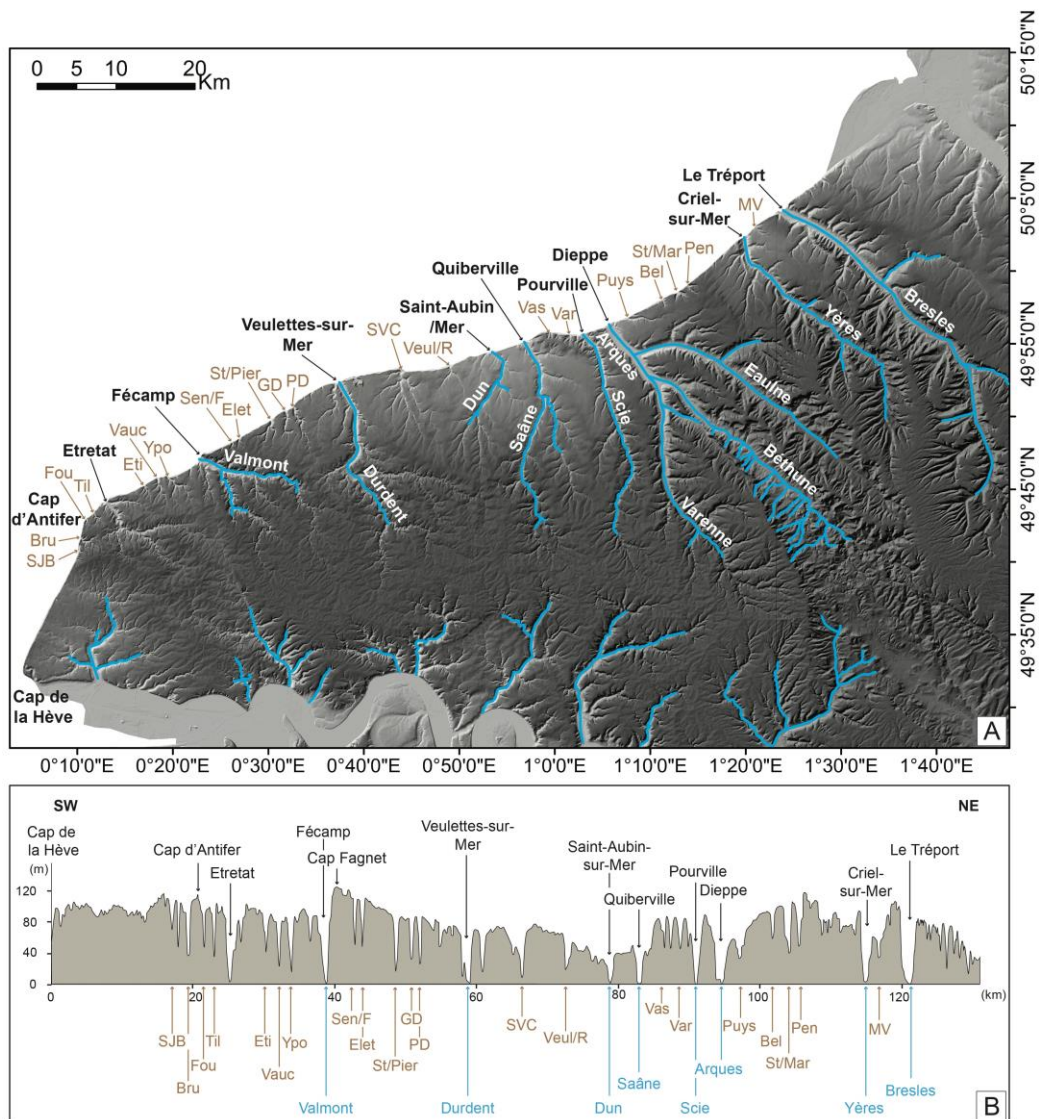 0 5 10 20
Km
50°15'0"N
50°5'0"N
49°55'0"N
49°45'0"N
49°35'0"N
Le Tréport
Criel-
sur-Mer
MV
Dieppe
St/Mar
Pen
Bel
Puys
Quiberville
Pourville
Vas
Var
Saint-Aubin
/Mer
Veulettes-sur-
Mer
SVC
Veul/R
St/Pier
GD
PD
Fécamp
Sen/F
Elet
Vauc
Ypo
Eti
Etretat
Fou
Til
Cap
d'Antifer
Bru
SJB
Cap de
la Hève
Valmont
Durdent
Dun
Saâne
Scie
Arques
Eaulne
Béthune
Varenne
Yères
Bresles
A
0°10'0"E 0°20'0"E 0°30'0"E 0°40'0"E 0°50'0"E 1°00'0"E 1°10'0"E 1°20'0"E 1°30'0"E 1°40'0"E
SW
NE
Cap de
la Hève
(m)
Cap d'Antifer
Etretat
Fécamp
Cap Fagnet
Veulettes-sur-
Mer
Saint-Aubin-
sur-Mer
Quiberville
Pourville
Dieppe
Criel-
sur-Mer
Le Tréport
120
80
40
0
0 20 40 60 80 100 120 (km)
SJB
Bru
Fou
Til
Eti
Vauc
Ypo
Valmont
Sen/F
Elet
St/Pier
GD
PD
Durdent
SVC
Veul/R
Dun
Saâne
Vas
Var
Scie
Arques
Puys
Bel
St/Mar
Pen
Yères
MV
Bresles
B